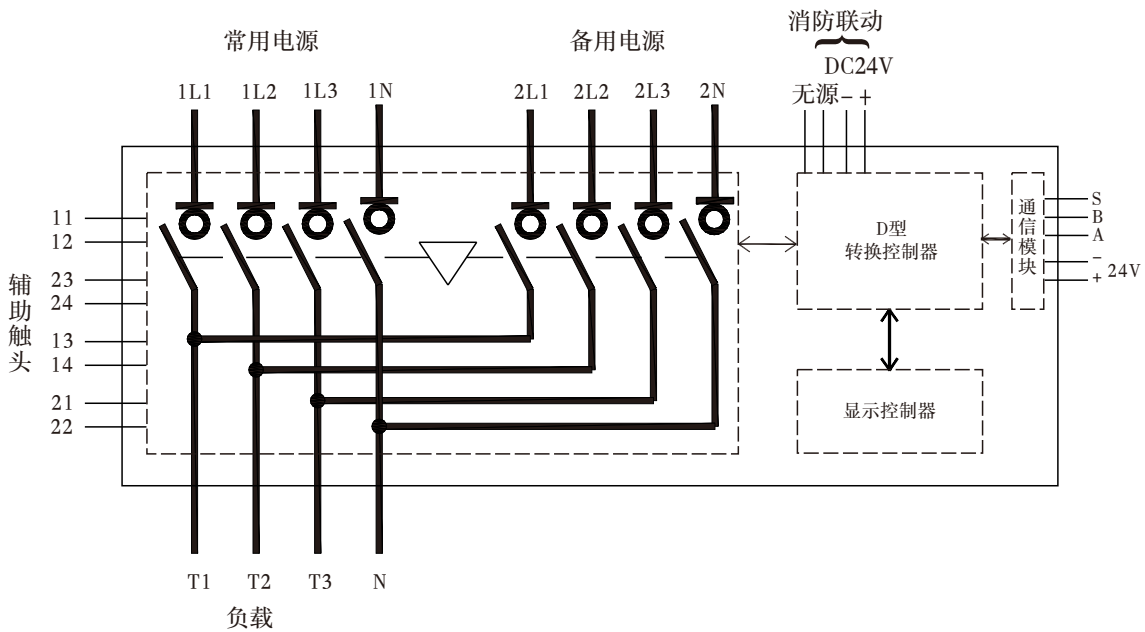 消防联动
常用电源
备用电源
DC24V
无源 - +
1L1 1L2 1L3 1N
2L1 2L2 2L3 2N
11
12
23
24
13
14
21
22
辅助触头
D型
转换控制器
通信模块
S
B
A
-
+
24V
显示控制器
T1 T2 T3 N
负载